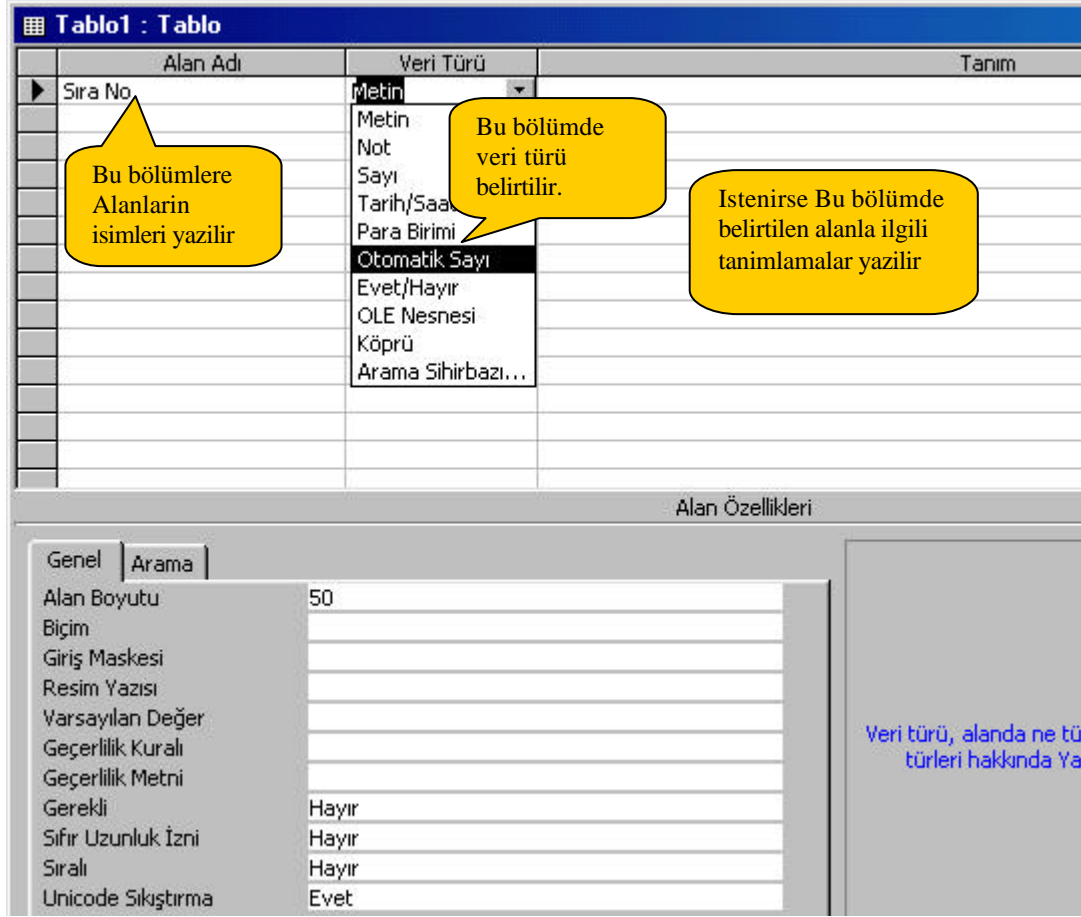 Tablo1 : Tablo
Alan Adı Veri Türü Tanım
Sıra No Metin
Metin
Not
Sayı
Tarih/Saa
Para Birimi
Otomatik Sayı
Evet/Hayır
OLE Nesnesi
Köprü
Arama Sihirbazı...
Bu bölümlere
Alanlarin
isimleri yazilir
Bu bölümde
veri türü
belirtilir.
Istenirse Bu bölümde
belirtilen alanla ilgili
tanimlamalar yazilir
Alan Özellikleri
Genel Arama
Alan Boyutu 50
Biçim
Giriş Maskesi
Resim Yazısı
Varsayılan Değer
Geçerlilik Kuralı
Geçerlilik Metni
Gerekli Hayır
Sıfır Uzunluk İzni Hayır
Sıralı Hayır
Unicode Sıkıştırma Evet
Veri türü, alanda ne tü
türleri hakkında Ya